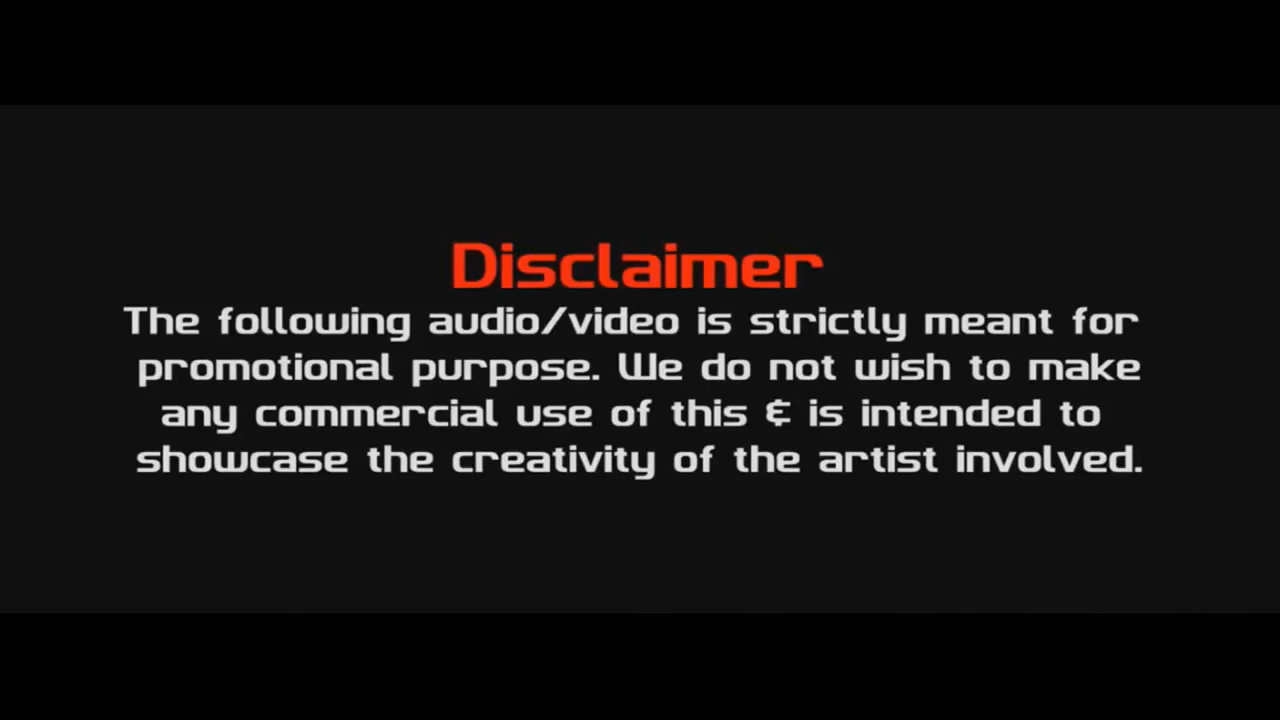 Disclaimer
The following audio/video is strictly meant for
promotional purpose. We do not wish to make
any commercial use of this & is intended to
showcase the creativity of the artist involved.